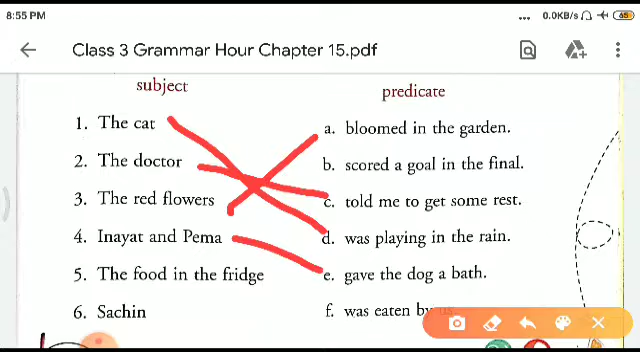 8:55 PM
... 0.0KB/s 65
Class 3 Grammar Hour Chapter 15.pdf
subject predicate
1. The cat a. bloomed in the garden.
2. The doctor b. scored a goal in the final.
3. The red flowers c. told me to get some rest.
4. Inayat and Pema d. was playing in the rain.
5. The food in the fridge e. gave the dog a bath.
6. Sachin f. was eaten by us.